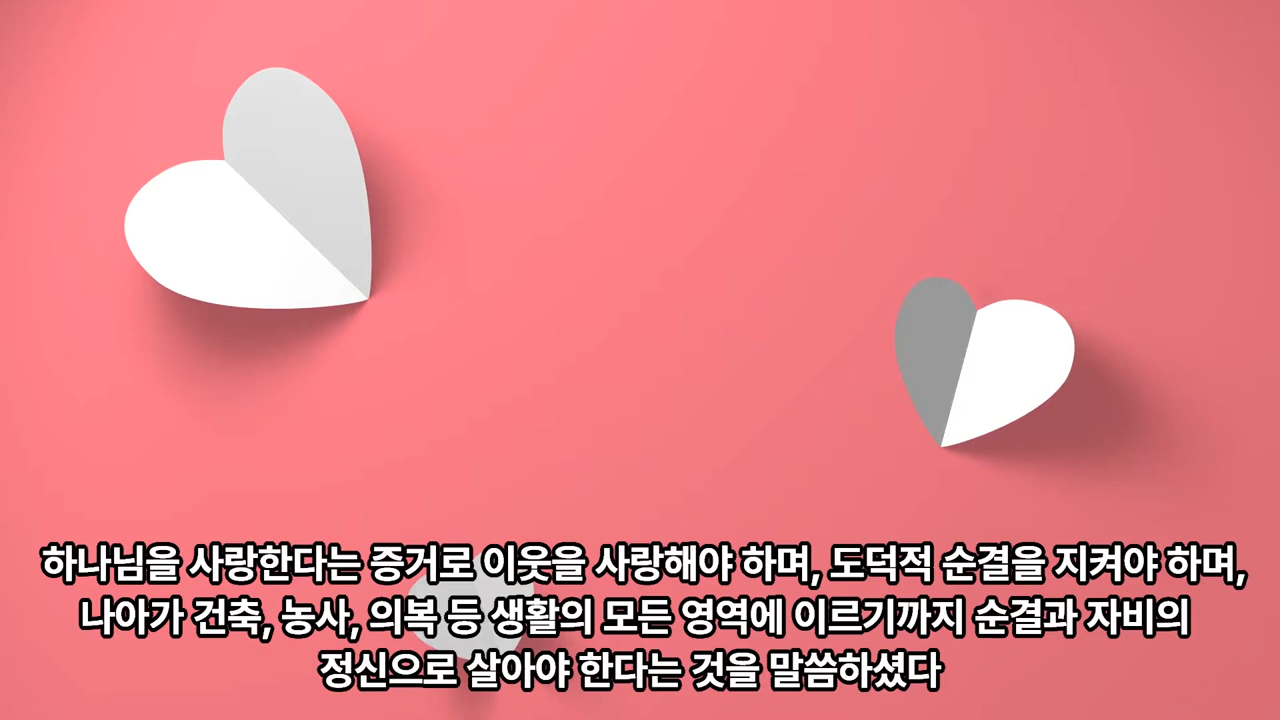 하나님을 사랑한다는 증거로 이웃을 사랑해야 하며, 도덕적 순결을 지켜야 하며,
나아가 건축, 농사, 의복 등 생활의 모든 영역에 이르기까지 순결과 자비의
정신으로 살아야 한다는 것을 말씀하셨다